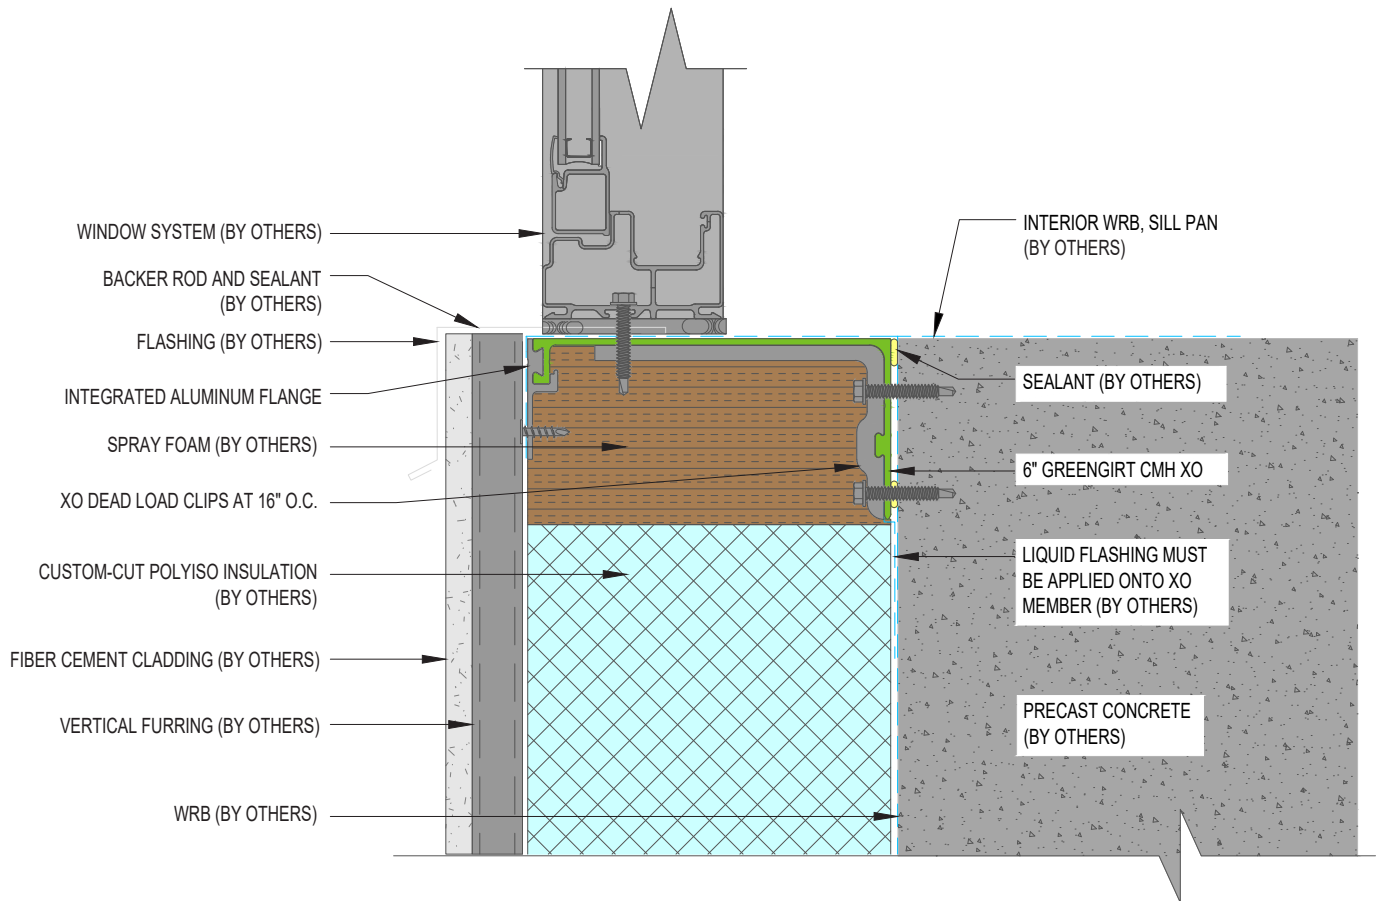 WINDOW SYSTEM (BY OTHERS)
BACKER ROD AND SEALANT
(BY OTHERS)
FLASHING (BY OTHERS)
INTEGRATED ALUMINUM FLANGE
SPRAY FOAM (BY OTHERS)
XO DEAD LOAD CLIPS AT 16" O.C.
CUSTOM-CUT POLYISO INSULATION
(BY OTHERS)
FIBER CEMENT CLADDING (BY OTHERS)
VERTICAL FURRING (BY OTHERS)
WRB (BY OTHERS)
INTERIOR WRB, SILL PAN
(BY OTHERS)
SEALANT (BY OTHERS)
6" GREENGIRT CMH XO
LIQUID FLASHING MUST
BE APPLIED ONTO XO
MEMBER (BY OTHERS)
PRECAST CONCRETE
(BY OTHERS)